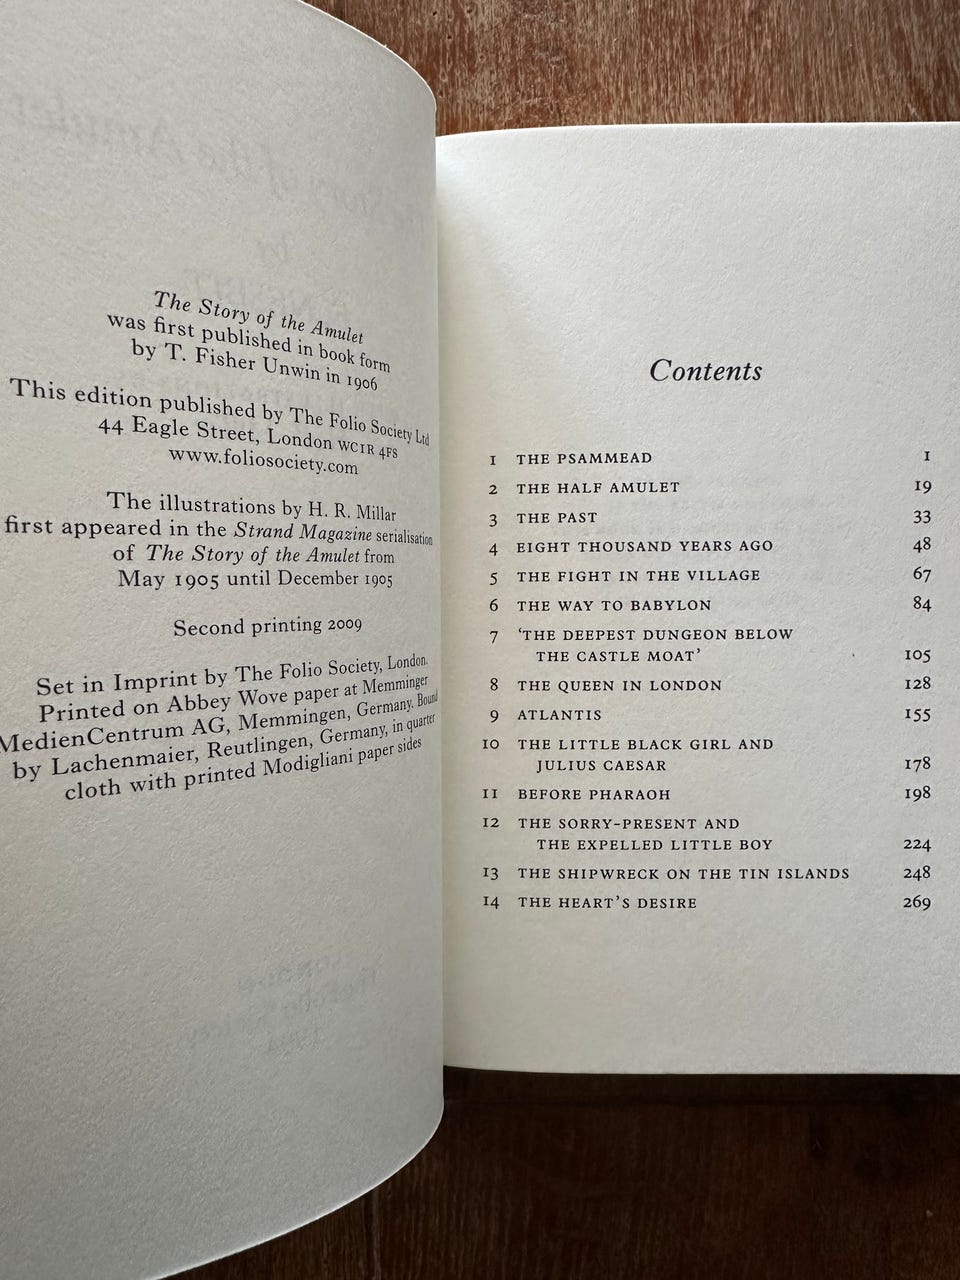 The Story of the Amulet
was first published in book form
by T. Fisher Unwin in 1906
This edition published by The Folio Society Ltd
44 Eagle Street, London WC1R 4FS
www.foliosociety.com
The illustrations by H. R. Millar
first appeared in the Strand Magazine serialisation
of The Story of the Amulet from
May 1905 until December 1905
Second printing 2009
Set in Imprint by The Folio Society, London.
Printed on Abbey Wove paper at Memminger
MedienCentrum AG, Memmingen, Germany. Bound
by Lachenmaier, Reutlingen, Germany, in quarter
cloth with printed Modigliani paper sides
Contents
1 THE PSAMMEAD 1
2 THE HALF AMULET 19
3 THE PAST 33
4 EIGHT THOUSAND YEARS AGO 48
5 THE FIGHT IN THE VILLAGE 67
6 THE WAY TO BABYLON 84
7 ‘THE DEEPEST DUNGEON BELOW
THE CASTLE MOAT’ 105
8 THE QUEEN IN LONDON 128
9 ATLANTIS 155
10 THE LITTLE BLACK GIRL AND
JULIUS CAESAR 178
11 BEFORE PHARAOH 198
12 THE SORRY-PRESENT AND
THE EXPELLED LITTLE BOY 224
13 THE SHIPWRECK ON THE TIN ISLANDS 248
14 THE HEART’S DESIRE 269